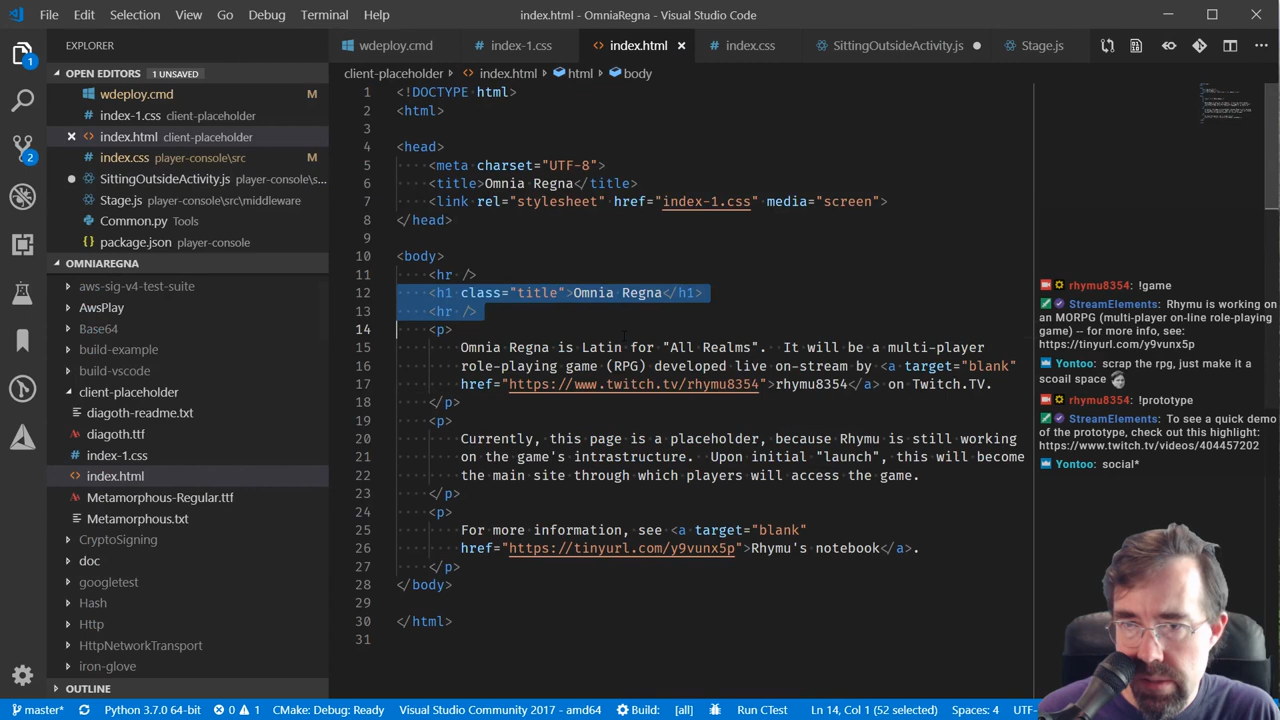 File Edit Selection View Go Debug Terminal Help
index.html - OmniaRegna - Visual Studio Code
EXPLORER
OPEN EDITORS 1 UNSAVED
wdeploy.cmd M
index-1.css client-placeholder
index.html client-placeholder
index.css player-console\src M
SittingOutsideActivity.js player-console\s...
Stage.js player-console\src\middleware
Common.py Tools
package.json player-console
OMNIAREGNA
aws-sig-v4-test-suite
AwsPlay
Base64
build-example
build-vscode
client-placeholder
diagoth-readme.txt
diagoth.ttf
index-1.css
index.html
Metamorphous-Regular.ttf
Metamorphous.txt
CryptoSigning
doc
googletest
Hash
Http
HttpNetworkTransport
iron-glove
OUTLINE
1
2
wdeploy.cmd index-1.css index.html index.css SittingOutsideActivity.js Stage.js
client-placeholder index.html html body
1 <!DOCTYPE html>
2 <html>
3
4 <head>
5 <meta charset="UTF-8">
6 <title>Omnia Regna</title>
7 <link rel="stylesheet" href="index-1.css" media="screen">
8 </head>
9
10 <body>
11 <hr />
12 <h1 class="title">Omnia Regna</h1>
13 <hr />
14 <p>
15 Omnia Regna is Latin for "All Realms". It will be a multi-player
16 role-playing game (RPG) developed live on-stream by <a target="blank"
17 href="https://www.twitch.tv/rhymu8354">rhymu8354</a> on Twitch.TV.
18 </p>
19 <p>
20 Currently, this page is a placeholder, because Rhymu is still working
21 on the game's intrastructure. Upon initial "launch", this will become
22 the main site through which players will access the game.
23 </p>
24 <p>
25 For more information, see <a target="blank"
26 href="https://tinyurl.com/y9vunx5p">Rhymu's notebook</a>.
27 </p>
28 </body>
29
30 </html>
31
rhymu8354: !game
StreamElements: Rhymu is working on
an MORPG (multi-player on-line role-playing
game) -- for more info, see:
https://tinyurl.com/y9vunx5p
Yontoo: scrap the rpg, just make it a
scoail space
rhymu8354: !prototype
StreamElements: To see a quick demo
of the prototype, check out this highlight:
https://www.twitch.tv/videos/404457202
Yontoo: social*
master* Python 3.7.0 64-bit 0 1 CMake: Debug: Ready Visual Studio Community 2017 - amd64 Build: [all] Run CTest Ln 14, Col 1 (52 selected) Spaces: 4 UTF-